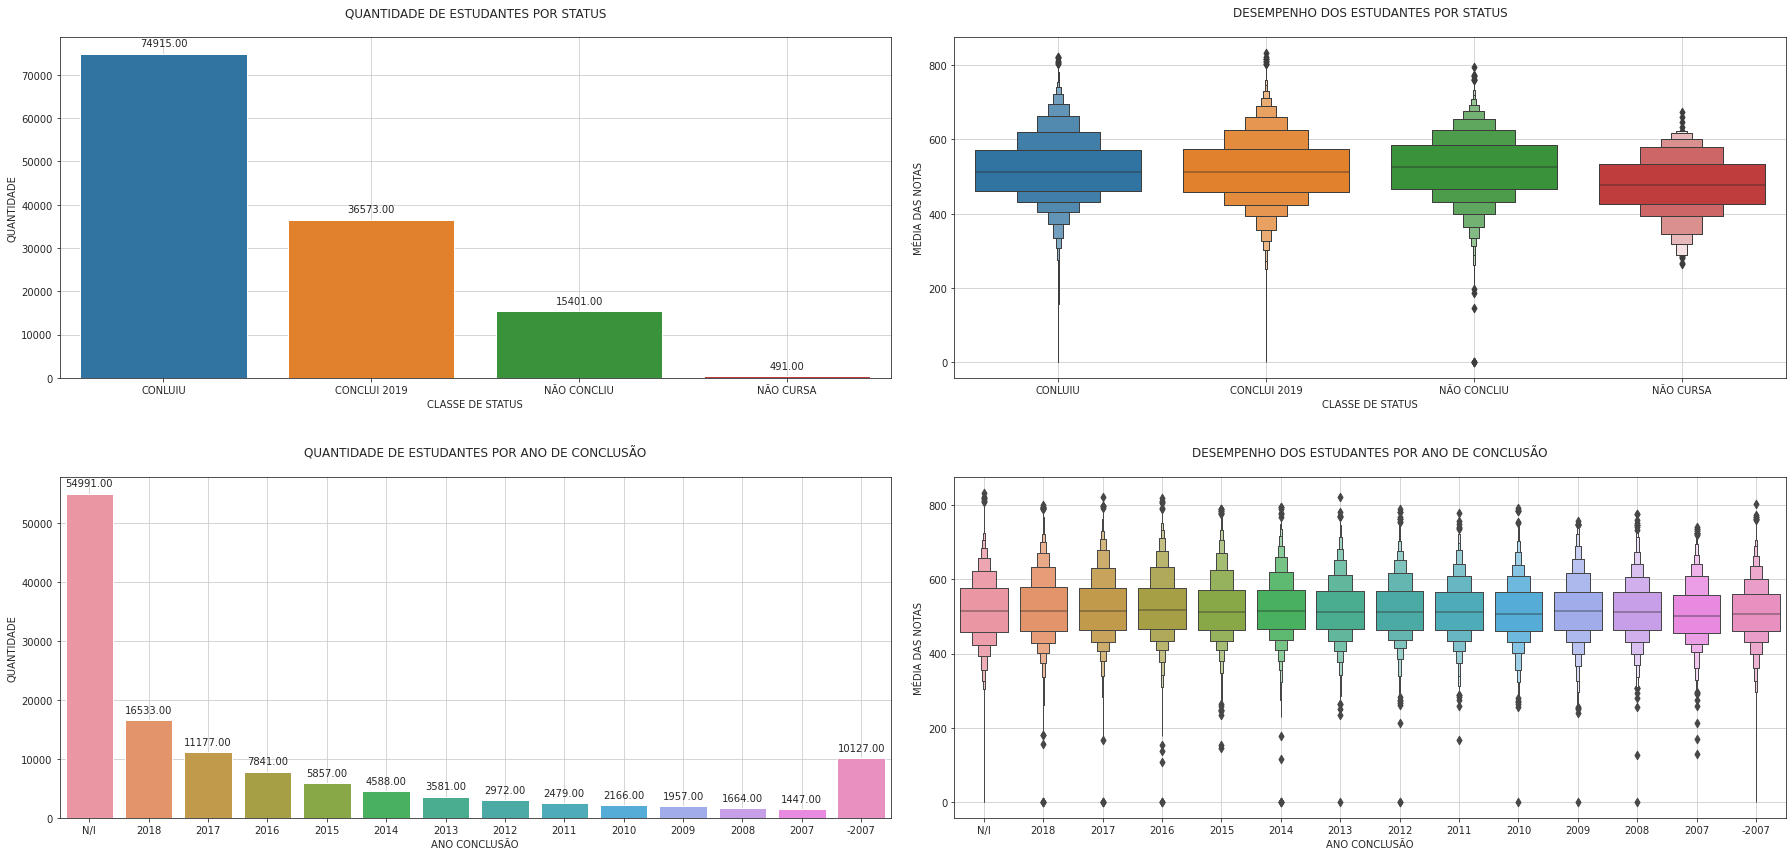 QUANTIDADE DE ESTUDANTES POR STATUS
74915.00
70000
60000
50000
40000
36573.00
30000
20000
15401.00
10000
491.00
0
QUANTIDADE
CONLUIU CONCLUI 2019 NÃO CONCLIU NÃO CURSA
CLASSE DE STATUS
DESEMPENHO DOS ESTUDANTES POR STATUS
800
600
400
200
0
MÉDIA DAS NOTAS
CONLUIU CONCLUI 2019 NÃO CONCLIU NÃO CURSA
CLASSE DE STATUS
QUANTIDADE DE ESTUDANTES POR ANO DE CONCLUSÃO
54991.00
50000
40000
30000
20000
16533.00
11177.00
10000
7841.00
5857.00
4588.00
3581.00
2972.00
2479.00
2166.00
1957.00
1664.00
1447.00
10127.00
0
QUANTIDADE
N/I 2018 2017 2016 2015 2014 2013 2012 2011 2010 2009 2008 2007 -2007
ANO CONCLUSÃO
DESEMPENHO DOS ESTUDANTES POR ANO DE CONCLUSÃO
800
600
400
200
0
MÉDIA DAS NOTAS
N/I 2018 2017 2016 2015 2014 2013 2012 2011 2010 2009 2008 2007 -2007
ANO CONCLUSÃO